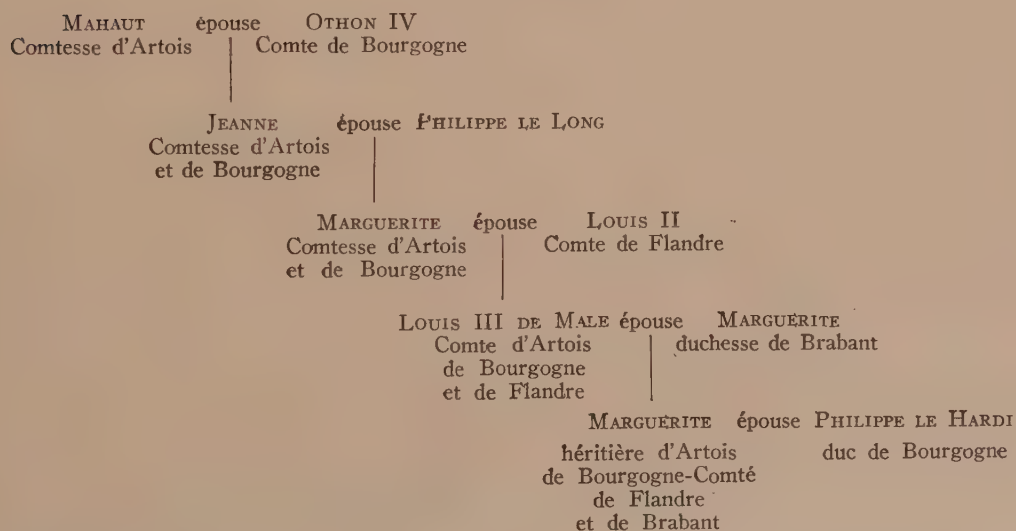 MAHAUT épouse OTHON IV
Comtesse d'Artois Comte de Bourgogne
JEANNE épouse PHILIPPE LE LONG
Comtesse d'Artois
et de Bourgogne
MARGUERITE épouse LOUIS II
Comtesse d'Artois Comte de Flandre
et de Bourgogne
LOUIS III DE MALE épouse MARGUERITE
Comte d'Artois duchesse de Brabant
de Bourgogne
et de Flandre
MARGUERITE épouse PHILIPPE LE HARDI
héritière d'Artois duc de Bourgogne
de Bourgogne-Comté
de Flandre
et de Brabant